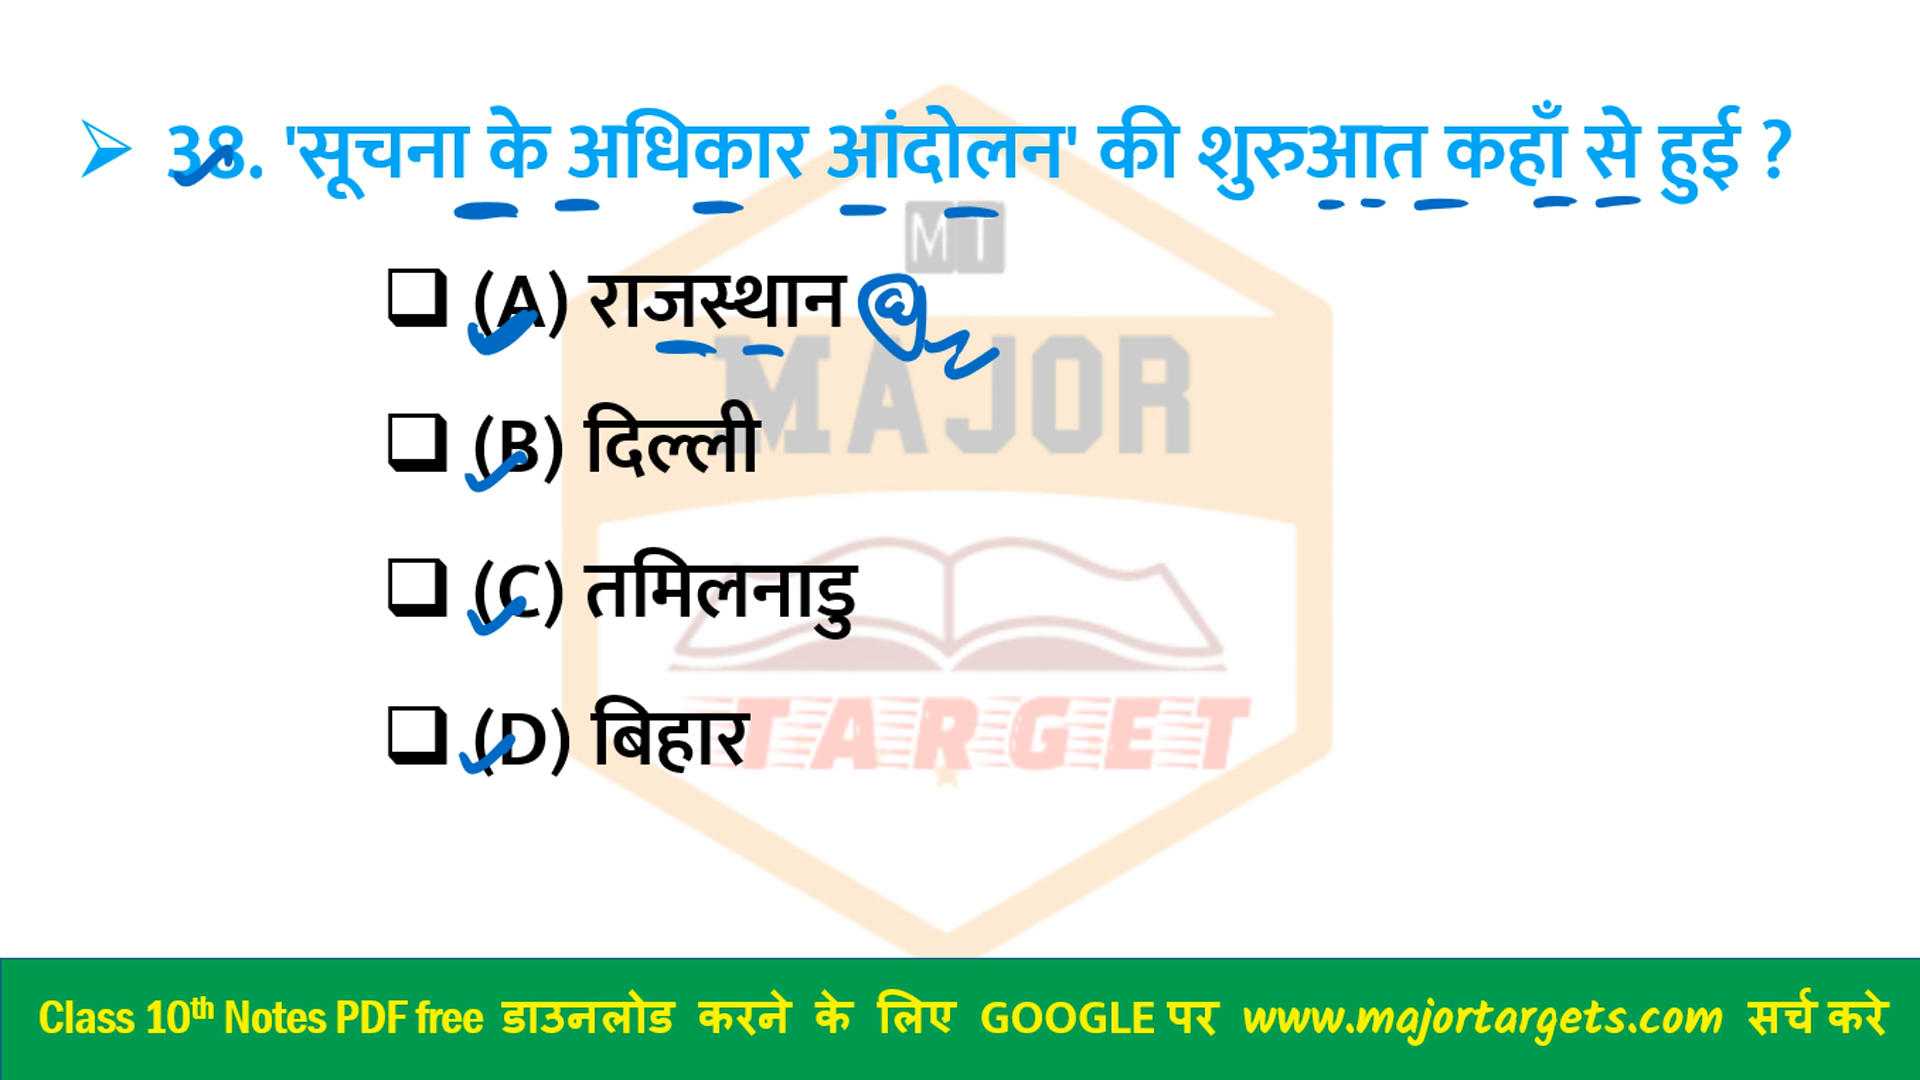 38. 'सूचना के अधिकार आंदोलन' की शुरुआत कहाँ से हुई ?
MT
(A) राजस्थान
MAJOR
(B) दिल्ली
(C) तमिलनाडु
TARGET
(D) बिहार
Class 10th Notes PDF free डाउनलोड करने के लिए GOOGLE पर www.majortargets.com सर्च करे